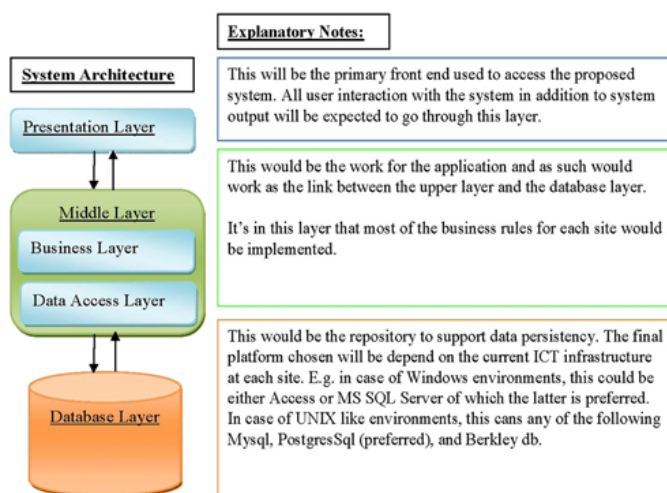 Explanatory Notes:
System Architecture
This will be the primary front end used to access the proposed
system. All user interaction with the system in addition to system
output will be expected to go through this layer.
Presentation Layer
This would be the work for the application and as such would
work as the link between the upper layer and the database layer.
It's in this layer that most of the business rules for each site would
be implemented.
Middle Layer
Business Layer
Data Access Layer
This would be the repository to support data persistency. The final
platform chosen will be depend on the current ICT infrastructure
at each site. E.g. in case of Windows environments, this could be
either Access or MS SQL Server of which the latter is preferred.
In case of UNIX like environments, this cans any of the following
Mysql, PostgresSql (preferred), and Berkley db.
Database Layer